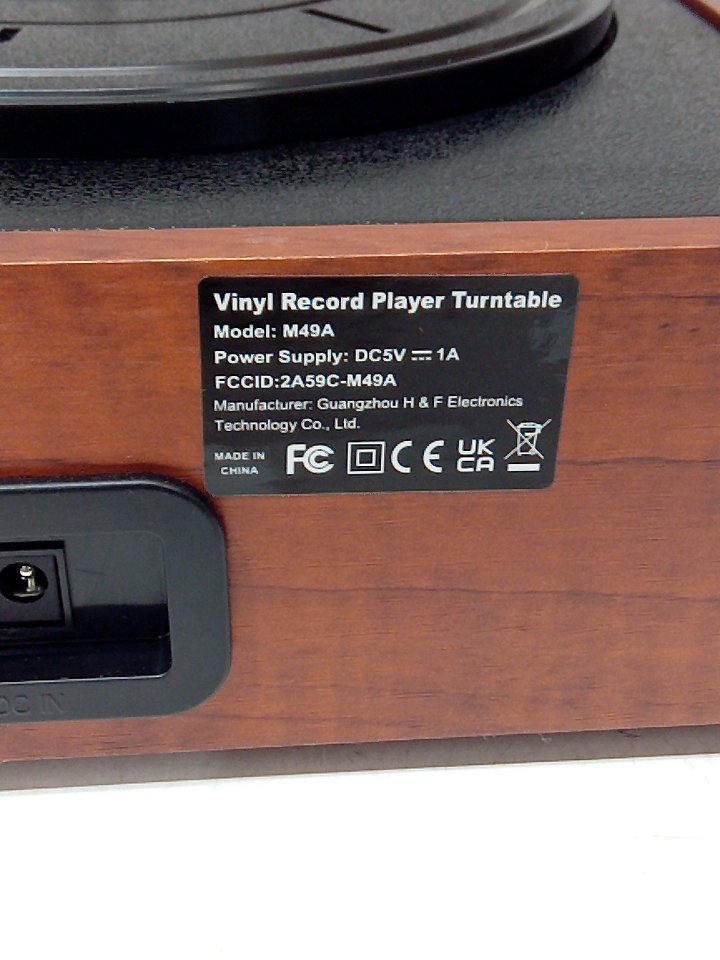 Vinyl Record Player Turntable
Model: M49A
Power Supply: DC5V ⎓ 1A
FCCID:2A59C-M49A
Manufacturer: Guangzhou H & F Electronics
Technology Co., Ltd.
MADE IN
CHINA
FC CE UK
CA
DC IN